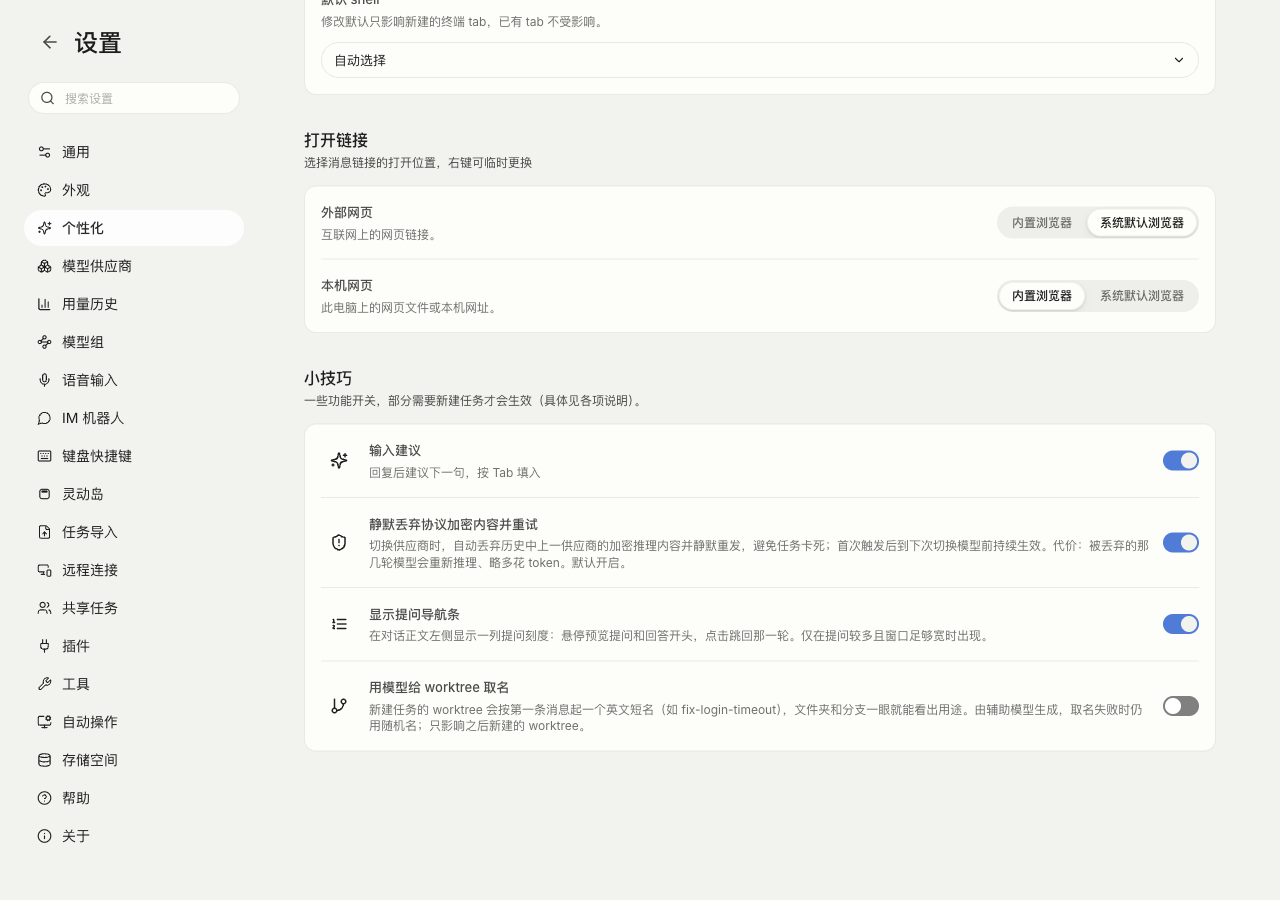 设置
搜索设置
通用
外观
个性化
模型供应商
用量历史
模型组
语音输入
IM 机器人
键盘快捷键
灵动岛
任务导入
远程连接
共享任务
插件
工具
自动操作
存储空间
帮助
关于
默认 shell
修改默认只影响新建的终端 tab，已有 tab 不受影响。
自动选择
打开链接
选择消息链接的打开位置，右键可临时更换
外部网页
互联网上的网页链接。
内置浏览器 系统默认浏览器
本机网页
此电脑上的网页文件或本机网址。
内置浏览器 系统默认浏览器
小技巧
一些功能开关，部分需要新建任务才会生效（具体见各项说明）。
输入建议
回复后建议下一句，按 Tab 填入
静默丢弃协议加密内容并重试
切换供应商时，自动丢弃历史中上一供应商的加密推理内容并静默重发，避免任务卡死；首次触发后到下次切换模型前持续生效。代价：被丢弃的那
几轮模型会重新推理、略多花 token。默认开启。
显示提问导航条
在对话正文左侧显示一列提问刻度：悬停预览提问和回答开头，点击跳回那一轮。仅在提问较多且窗口足够宽时出现。
用模型给 worktree 取名
新建任务的 worktree 会按第一条消息起一个英文短名（如 fix-login-timeout），文件夹和分支一眼就能看出用途。由辅助模型生成，取名失败时仍
用随机名；只影响之后新建的 worktree。